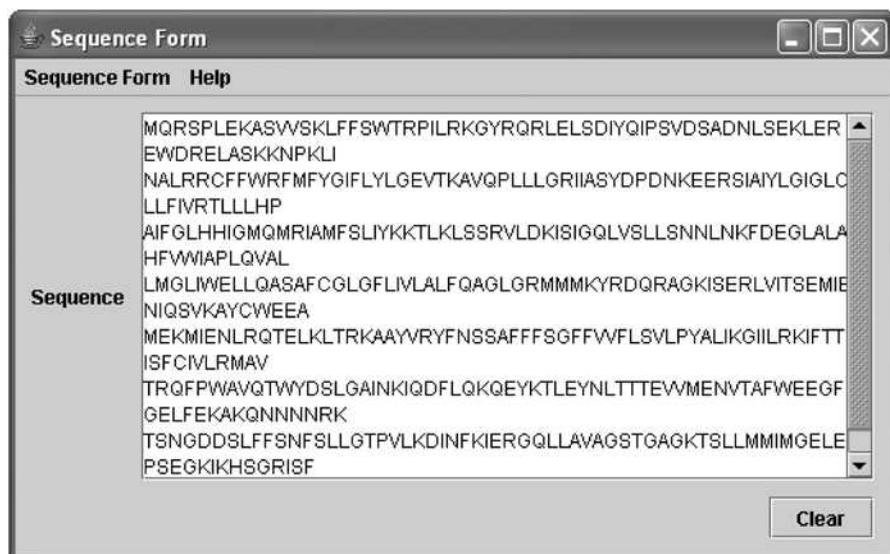 Sequence Form
Sequence Form Help
MQRSPLEKASVVSKLFFSWTRPILRKGYRQRLELSDIYQIPSVDSADNLSEKLER
EWDRELASKKNPKLI
NALRRCFFWRFMFYGIFLYLGEVTKAVQPLLLGRIIASYDPDNKEERSIAIYLGIGLC
LLFIVRTLLLHP
AIFGLHHIGMQMRIAMFSLIYKKTLKLSSRVLDKISIGQLVSLLSNNLNKFDEGLALA
HFVWIAPLQVAL
LMGLIWELLQASAFCGLGFLIVLALFQAGLGRMMMKYRDQRAGKISERLVITSEMIE
NIQSVKAYCWEEA
MEKMIENLRQTELKLTRKAAYVRYFNSSAFFFSGFFVVFLSVLPYALIKGIILRKIFTT
ISFCIVLRMAV
TRQFPWAVQTWYDSLGAINKIQDFLQKQEYKTLEYNLTTTEVVMENVTAFWEEGF
GELFEKAKQNNNNRK
TSNGDDSLFFSNFSLLGTPVLKDINFKIERGQLLAVAGSTGAGKTSLLMMIMGELE
PSEGKIKHSGRISF
Sequence
Clear